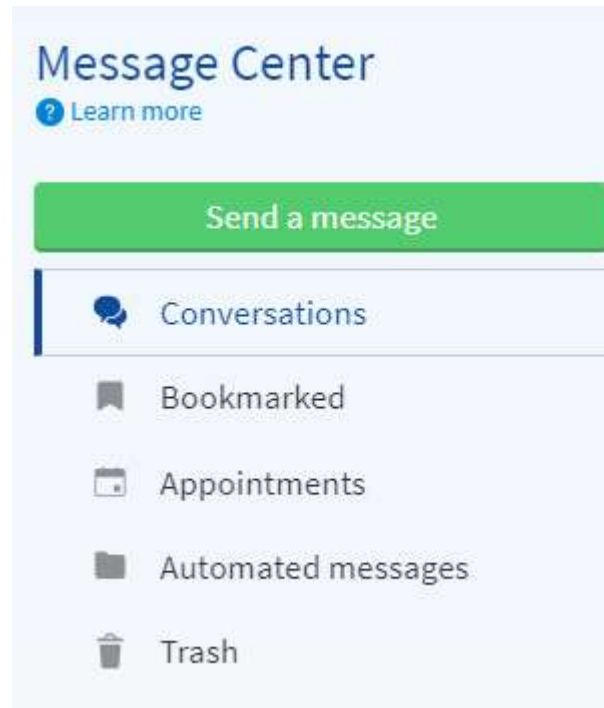 Message Center
? Learn more
Send a message
Conversations
Bookmarked
Appointments
Automated messages
Trash